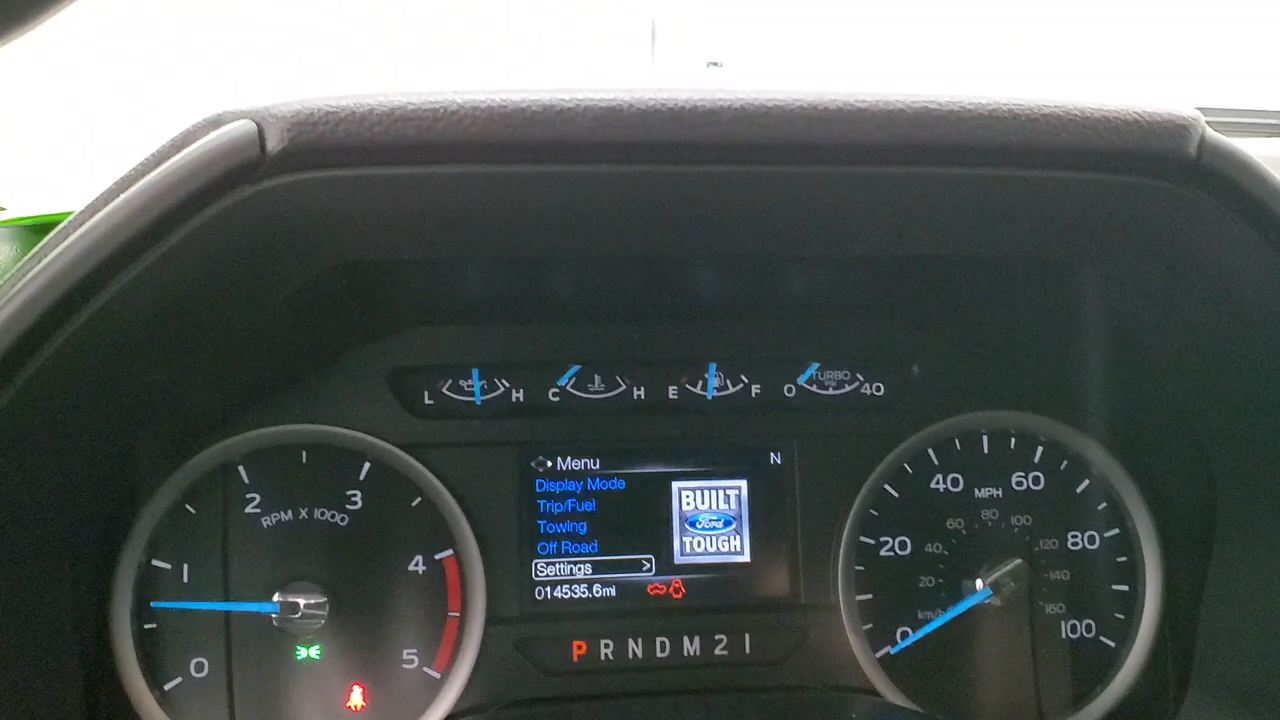 L H C H E F 0 TURBO PSI 40
Menu N
Display Mode
Trip/Fuel
Towing
Off Road
Settings >
014535.6mi
BUILT
Ford
TOUGH
P R N D M 2 1
0 1 2 3 4 5
RPM X 1000
0 20 40 60 80 100
MPH
20 40 60 80 100 120 140 160
km/h